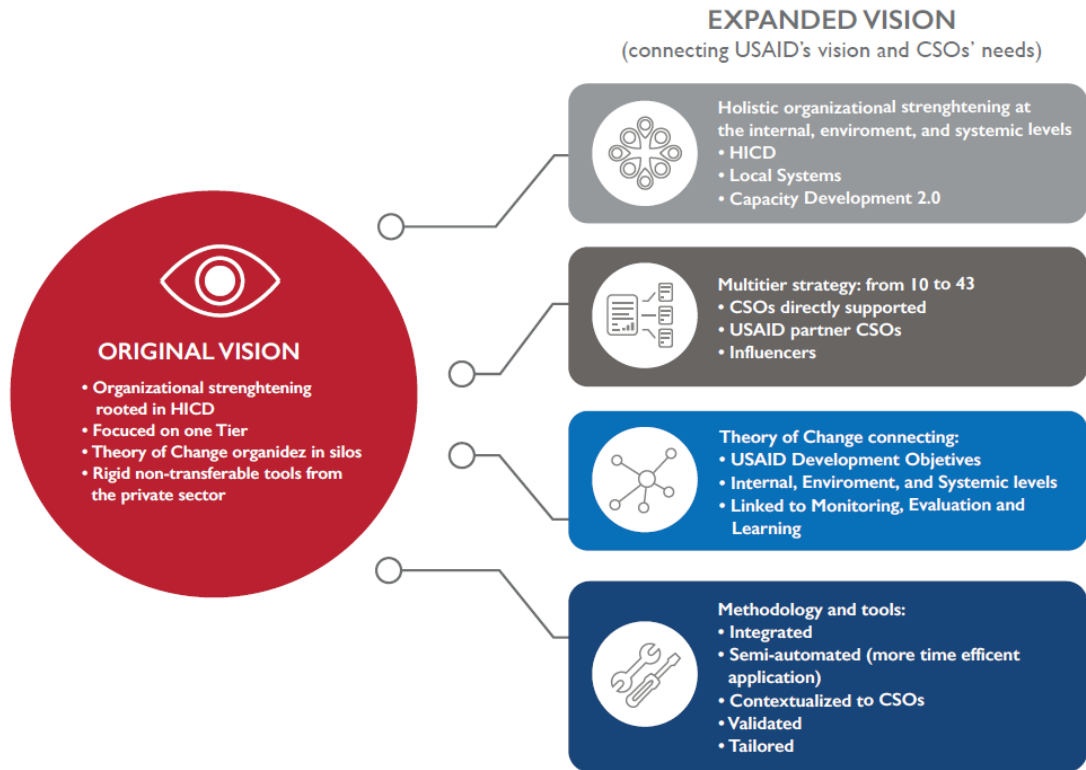 EXPANDED VISION
(connecting USAID's vision and CSOs' needs)
ORIGINAL VISION
• Organizational strenghtening
rooted in HICD
• Focuced on one Tier
• Theory of Change organidez in silos
• Rigid non-transferable tools from
the private sector
Holistic organizational strenghtening at
the internal, enviroment, and systemic levels
• HICD
• Local Systems
• Capacity Development 2.0
Multitier strategy: from 10 to 43
• CSOs directly supported
• USAID partner CSOs
• Influencers
Theory of Change connecting:
• USAID Development Objetives
• Internal, Enviroment, and Systemic levels
• Linked to Monitoring, Evaluation and
Learning
Methodology and tools:
• Integrated
• Semi-automated (more time efficent
application)
• Contextualized to CSOs
• Validated
• Tailored